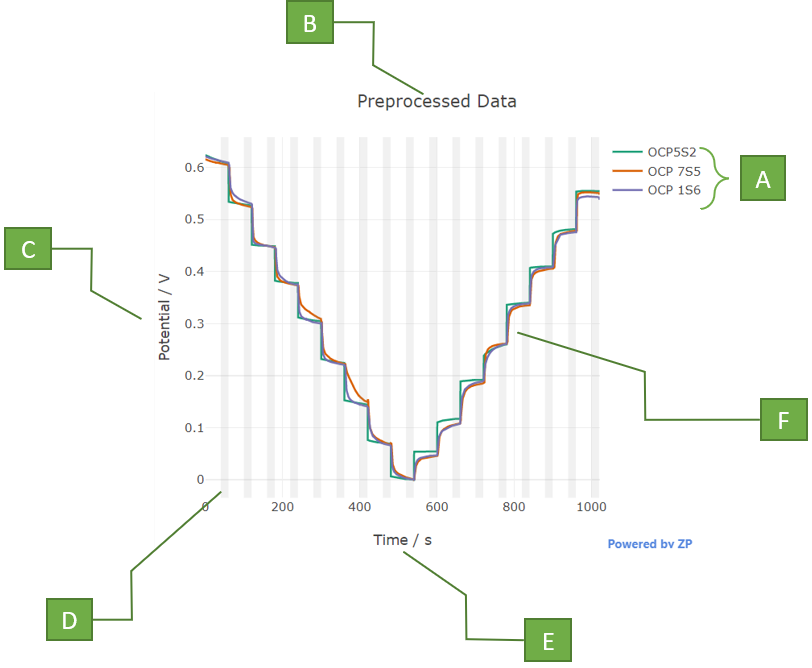 B
Preprocessed Data
OCP5S2
OCP 7S5
OCP 1S6
A
C
Potential / V
0.6
0.5
0.4
0.3
0.2
0.1
0
F
0 200 400 600 800 1000
Time / s
Powered by ZP
D
E